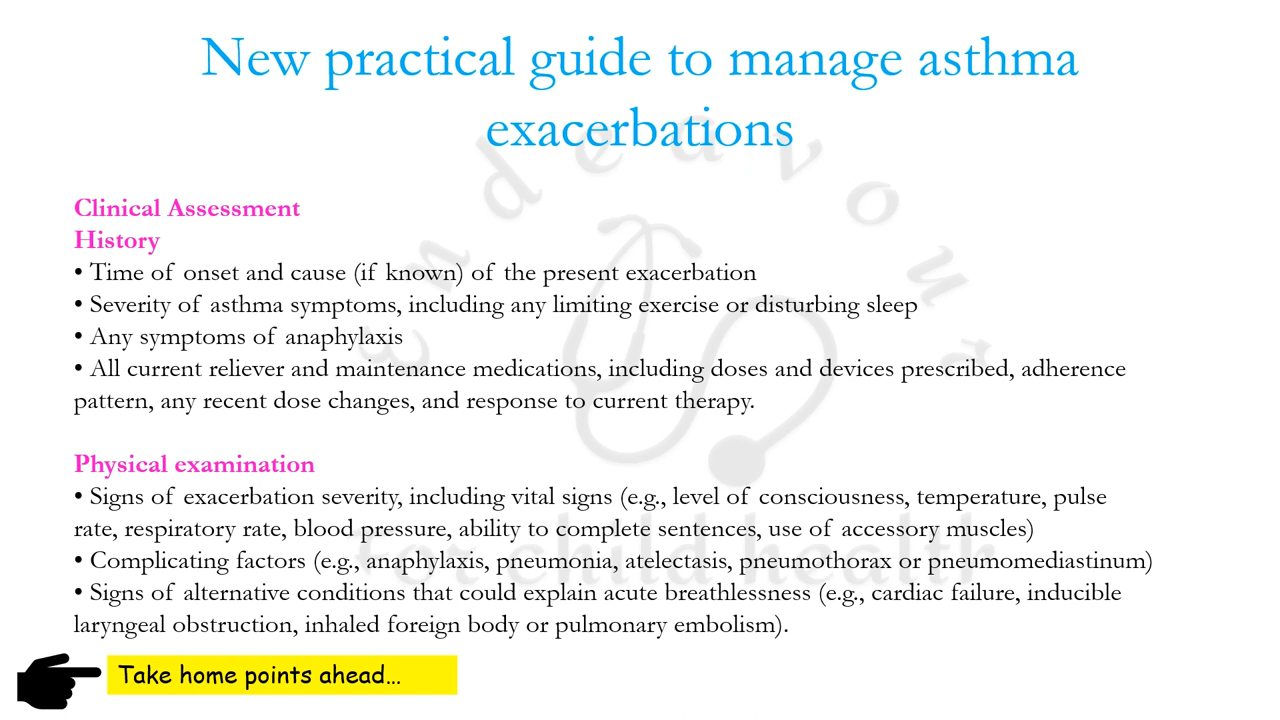 New practical guide to manage asthma
exacerbations
Clinical Assessment
History
• Time of onset and cause (if known) of the present exacerbation
• Severity of asthma symptoms, including any limiting exercise or disturbing sleep
• Any symptoms of anaphylaxis
• All current reliever and maintenance medications, including doses and devices prescribed, adherence
pattern, any recent dose changes, and response to current therapy.
Physical examination
• Signs of exacerbation severity, including vital signs (e.g., level of consciousness, temperature, pulse
rate, respiratory rate, blood pressure, ability to complete sentences, use of accessory muscles)
• Complicating factors (e.g., anaphylaxis, pneumonia, atelectasis, pneumothorax or pneumomediastinum)
• Signs of alternative conditions that could explain acute breathlessness (e.g., cardiac failure, inducible
laryngeal obstruction, inhaled foreign body or pulmonary embolism).
Take home points ahead...
Endeavour
for child health